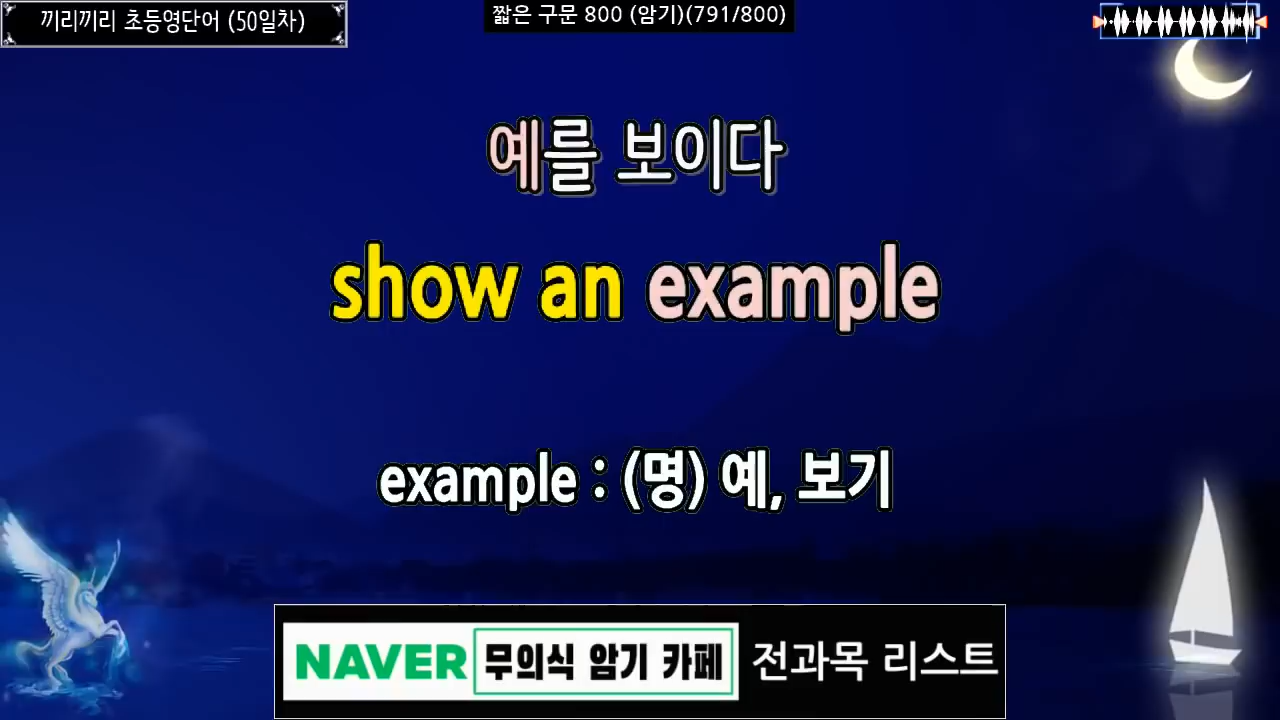 끼리끼리 초등영단어 (50일차)
짧은 구문 800 (암기)(791/800)
예를 보이다
show an example
example : (명) 예, 보기
NAVER 무의식 암기 카페 전과목 리스트